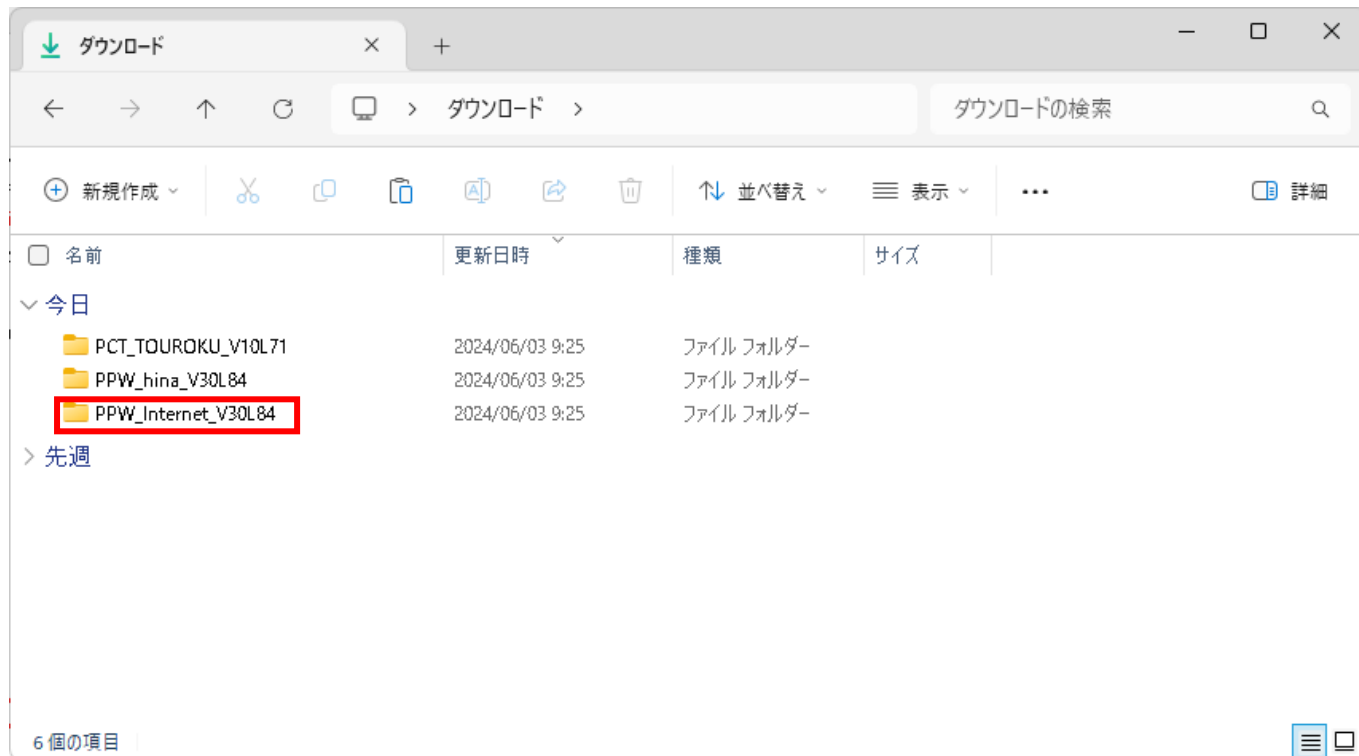 ダウンロード
ダウンロード ダウンロードの検索
新規作成 並べ替え 表示 詳細
名前 更新日時 種類 サイズ
今日
PCT_TOUROKU_V10L71 2024/06/03 9:25 ファイル フォルダー
PPW_hina_V30L84 2024/06/03 9:25 ファイル フォルダー
PPW_Internet_V30L84 2024/06/03 9:25 ファイル フォルダー
先週
6 個の項目